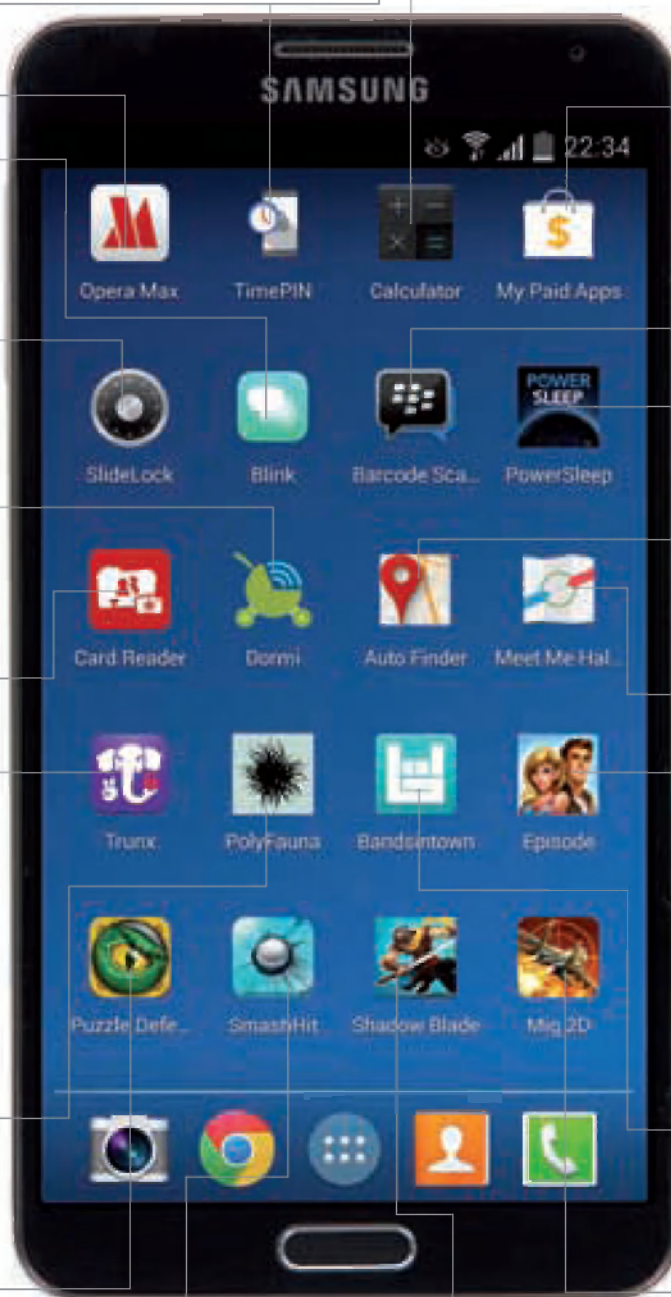 SAMSUNG
22:34
Opera Max TimePIN Calculator My Paid Apps
POWER
SLEEP
SlideLock Blink Barcode Sca... PowerSleep
Card Reader Dormi Auto Finder Meet Me Hal...
Trunx PolyFauna Bandsintown Episode
Puzzle Defe... SmashHit Shadow Blade Mig 2D